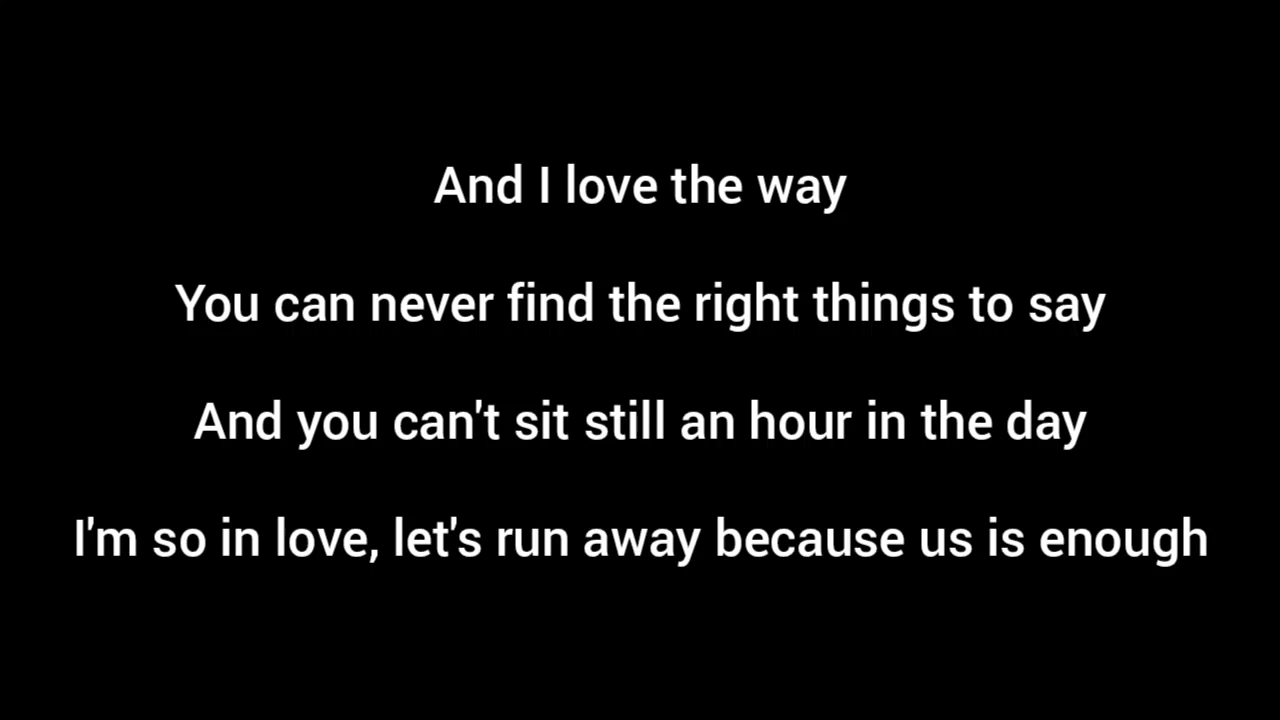 And I love the way
You can never find the right things to say
And you can't sit still an hour in the day
I'm so in love, let's run away because us is enough